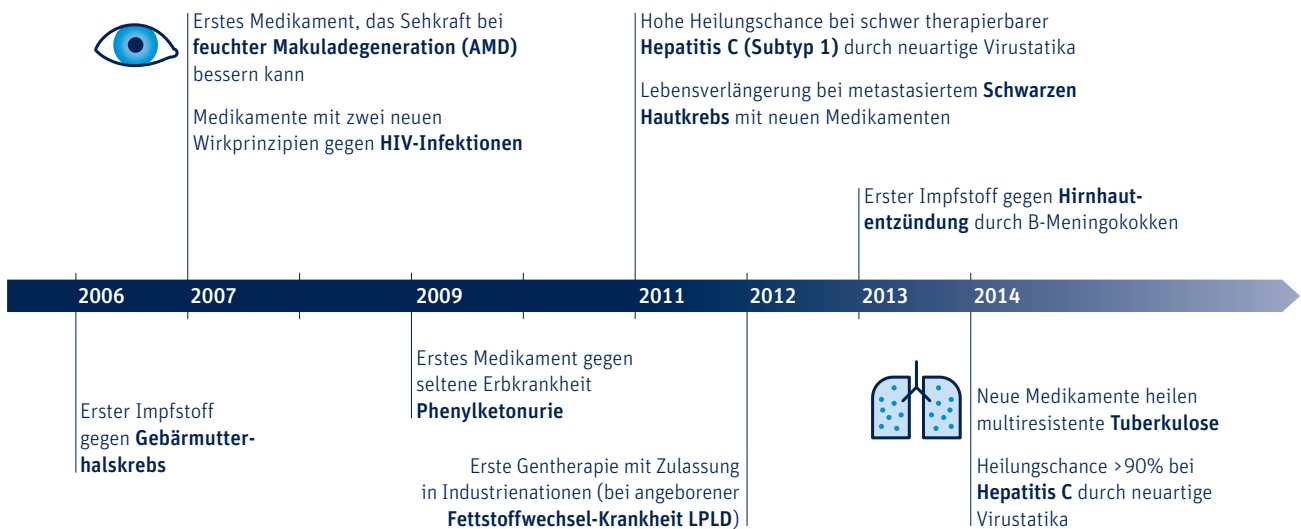 Erstes Medikament, das Sehkraft bei
feuchter Makuladegeneration (AMD)
bessern kann
Medikamente mit zwei neuen
Wirkprinzipien gegen HIV-Infektionen
Hohe Heilungschance bei schwer therapierbarer
Hepatitis C (Subtyp 1) durch neuartige Virustatika
Lebensverlängerung bei metastasiertem Schwarzen
Hautkrebs mit neuen Medikamenten
Erster Impfstoff gegen Hirnhaut-
entzündung durch B-Meningokokken
2006 2007 2009 2011 2012 2013 2014
Erster Impfstoff
gegen Gebärmutter-
halskrebs
Erstes Medikament gegen
seltene Erbkrankheit
Phenylketonurie
Erste Gentherapie mit Zulassung
in Industrienationen (bei angeborener
Fettstoffwechsel-Krankheit LPLD)
Neue Medikamente heilen
multiresistente Tuberkulose
Heilungschance >90% bei
Hepatitis C durch neuartige
Virustatika